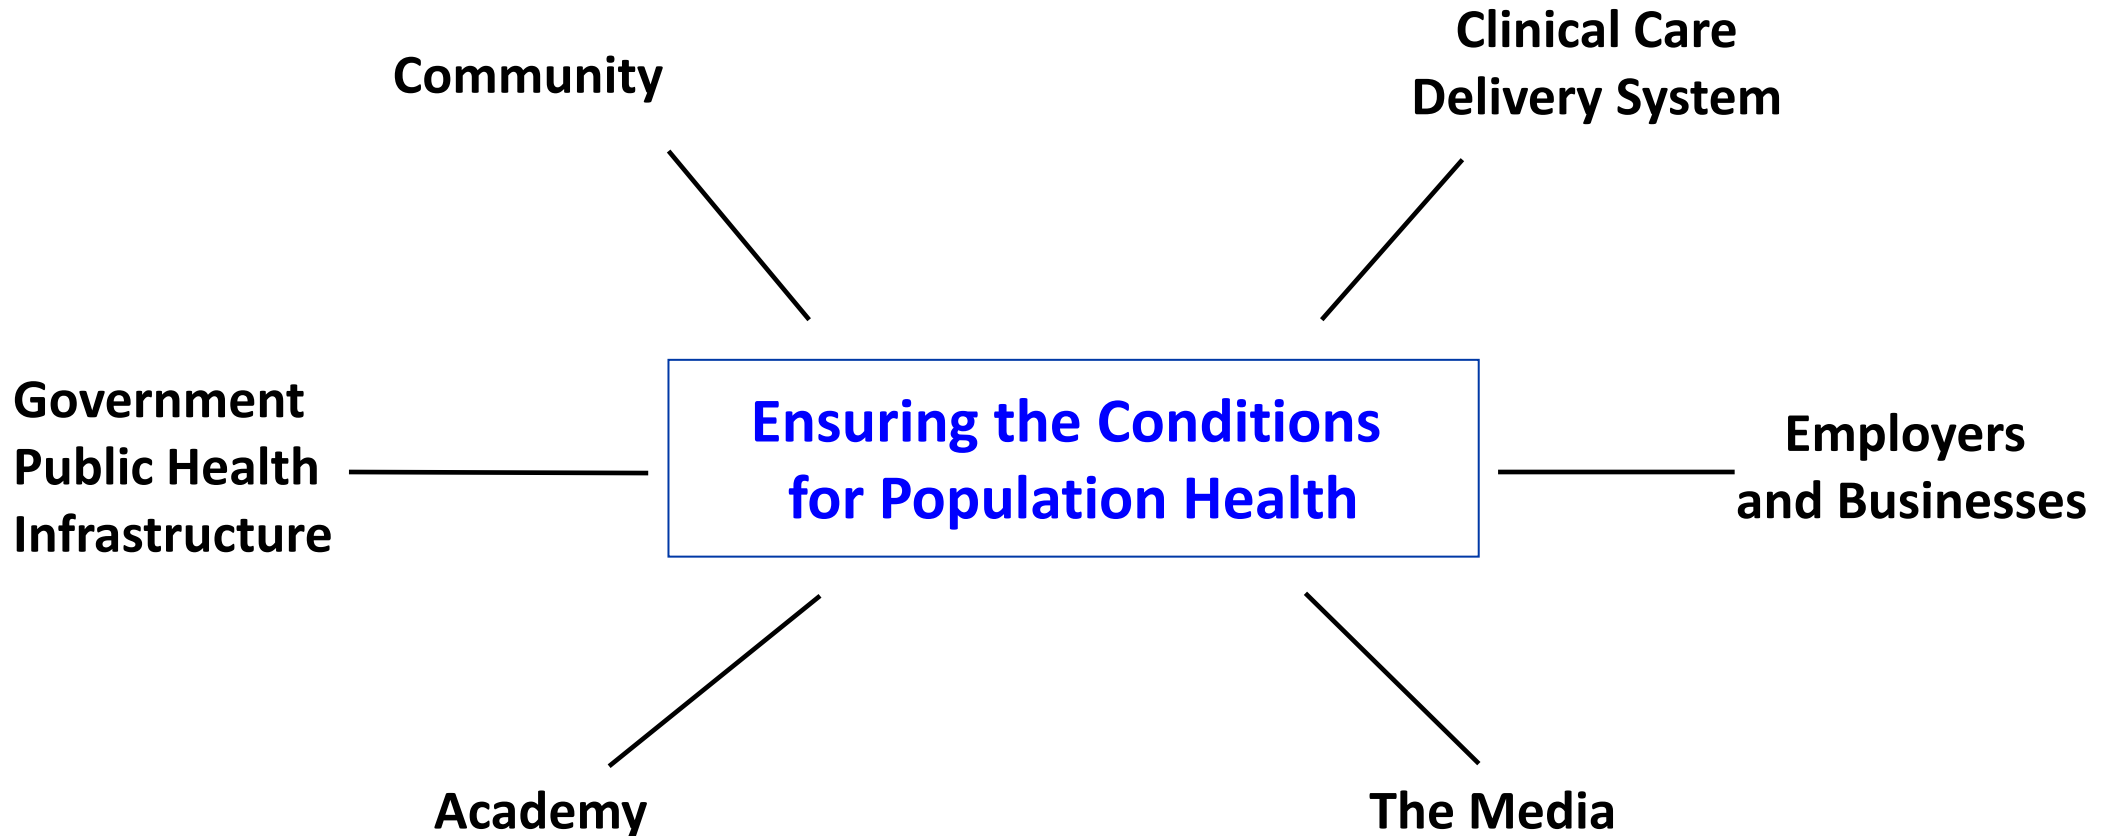 Community
Clinical Care
Delivery System
Government
Public Health
Infrastructure
Ensuring the Conditions
for Population Health
Employers
and Businesses
Academy
The Media